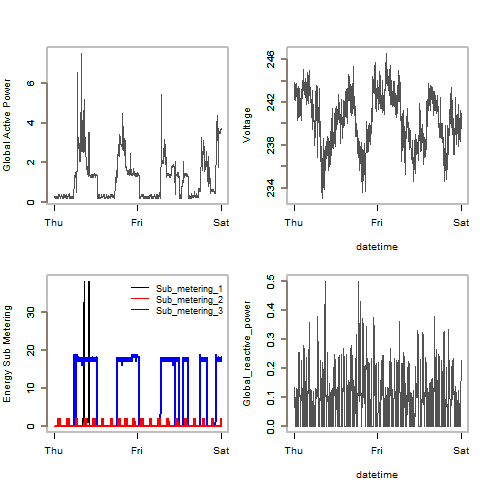 Global Active Power
0
2
4
6
Thu
Fri
Sat
Voltage
234
238
242
246
Thu
Fri
Sat
datetime
Energy Sub Metering
0
10
20
30
Sub_metering_1
Sub_metering_2
Sub_metering_3
Thu
Fri
Sat
Global_reactive_power
0.0
0.1
0.2
0.3
0.4
0.5
Thu
Fri
Sat
datetime